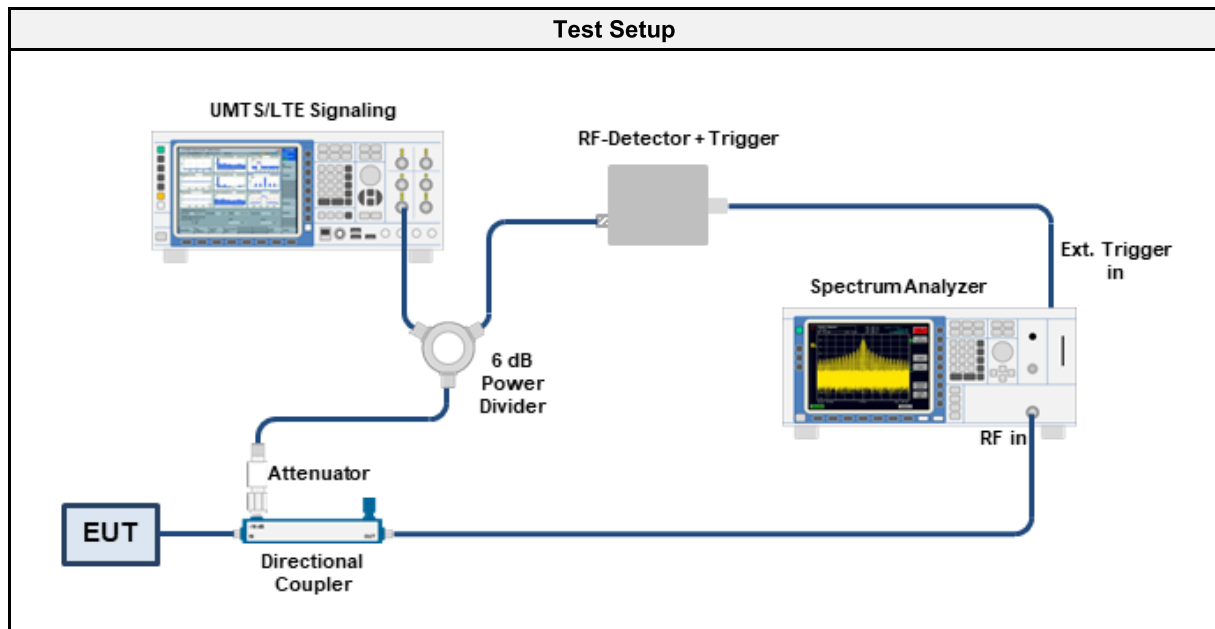 Test Setup
UMTS/LTE Signaling
RF-Detector + Trigger
Ext. Trigger
in
Spectrum Analyzer
6 dB
Power
Divider
RF in
Attenuator
EUT
OUT
Directional
Coupler